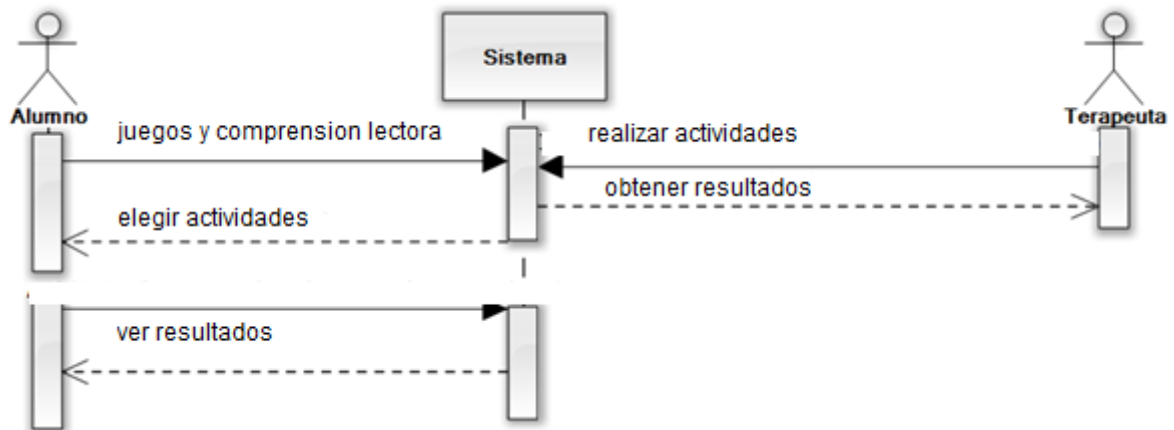 Sistema
Alumno
Terapeuta
juegos y comprension lectora
realizar actividades
obtener resultados
elegir actividades
ver resultados